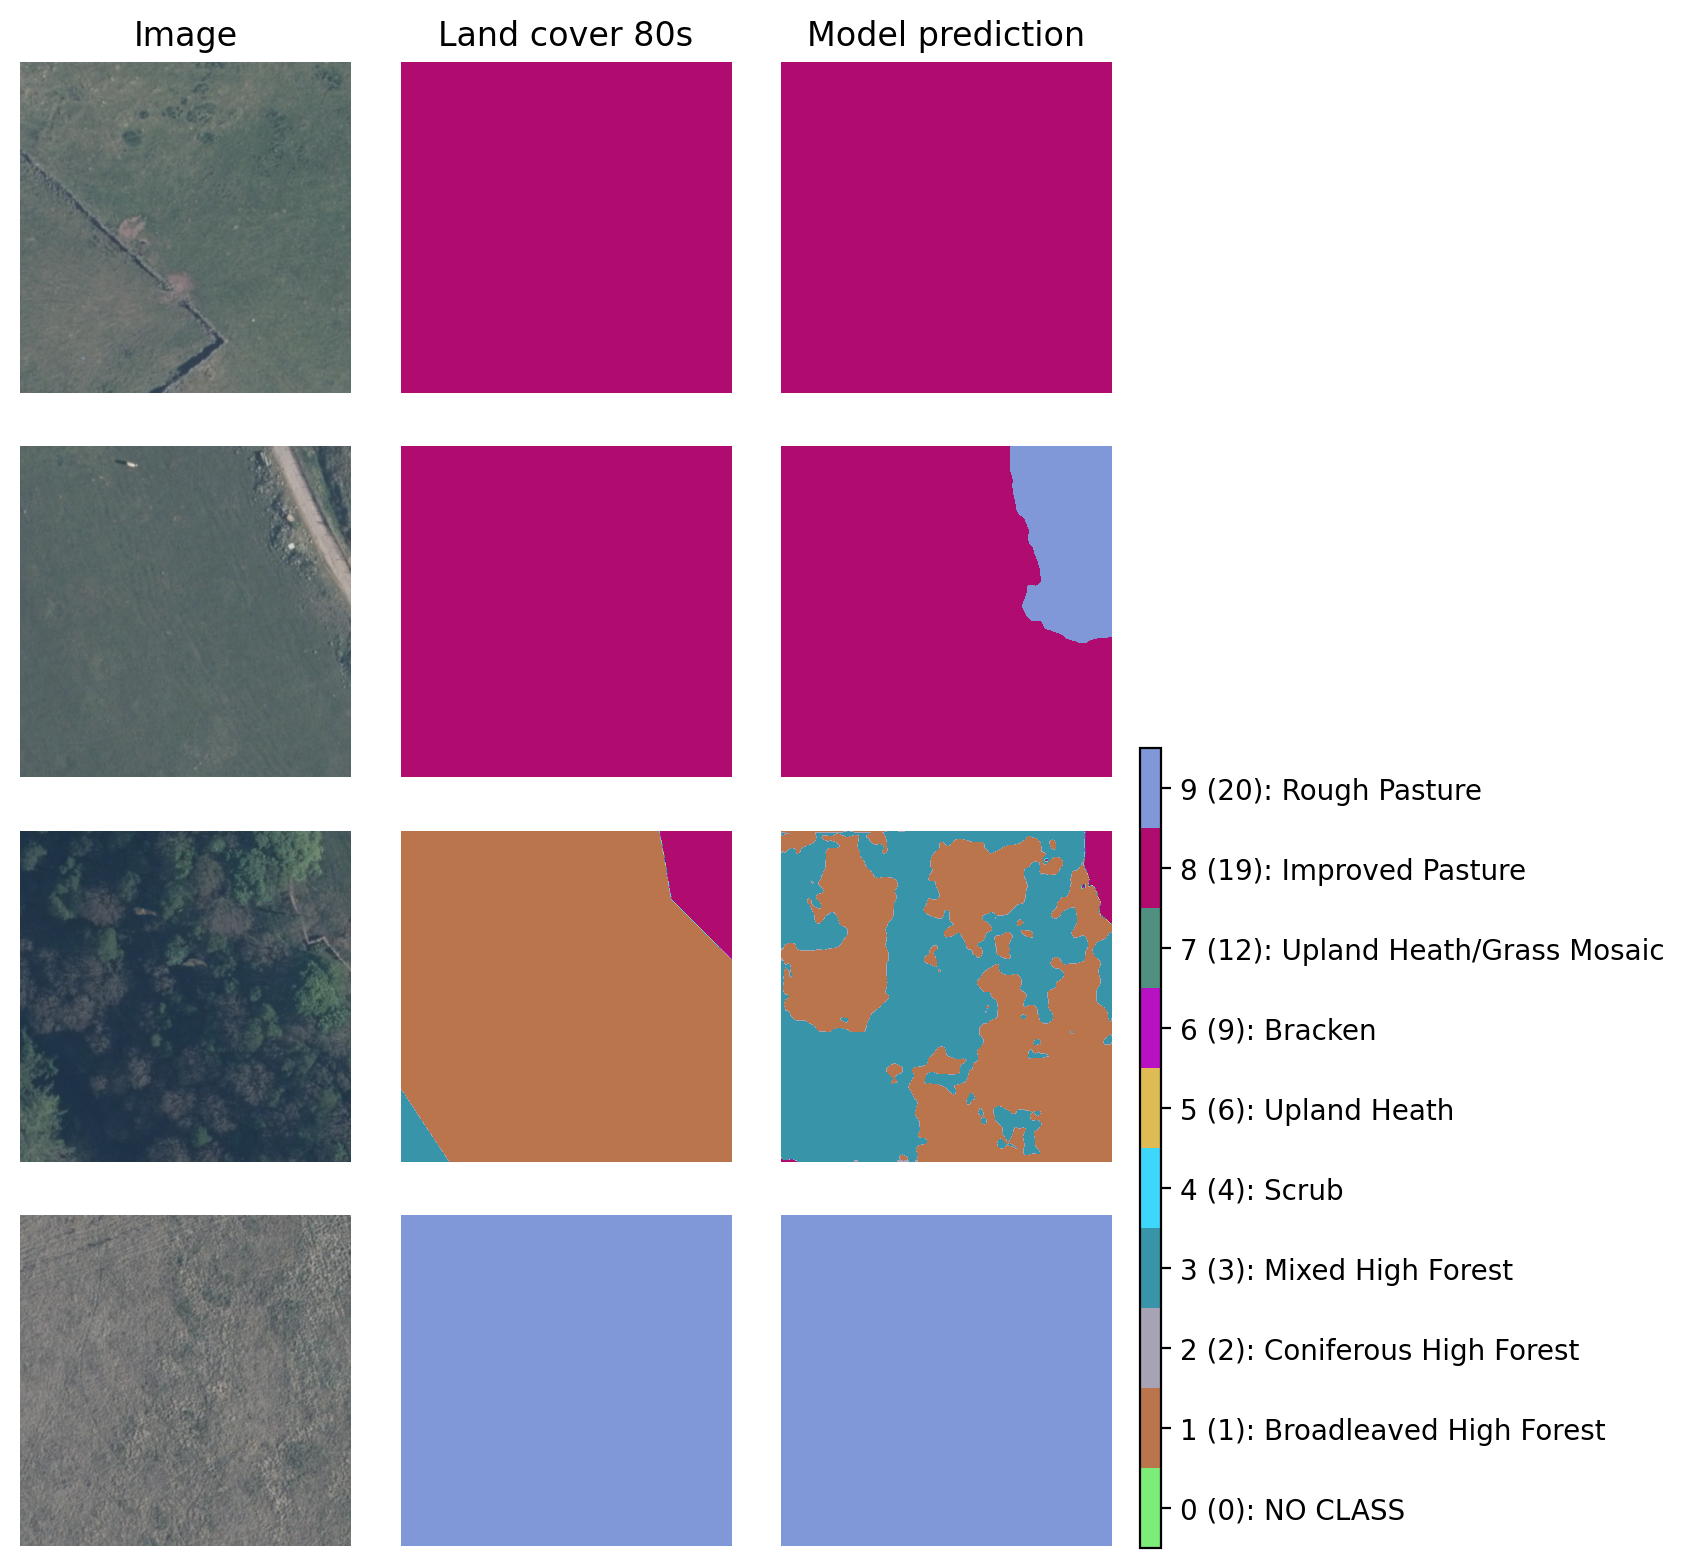 Image
Land cover 80s
Model prediction
9 (20): Rough Pasture
8 (19): Improved Pasture
7 (12): Upland Heath/Grass Mosaic
6 (9): Bracken
5 (6): Upland Heath
4 (4): Scrub
3 (3): Mixed High Forest
2 (2): Coniferous High Forest
1 (1): Broadleaved High Forest
0 (0): NO CLASS